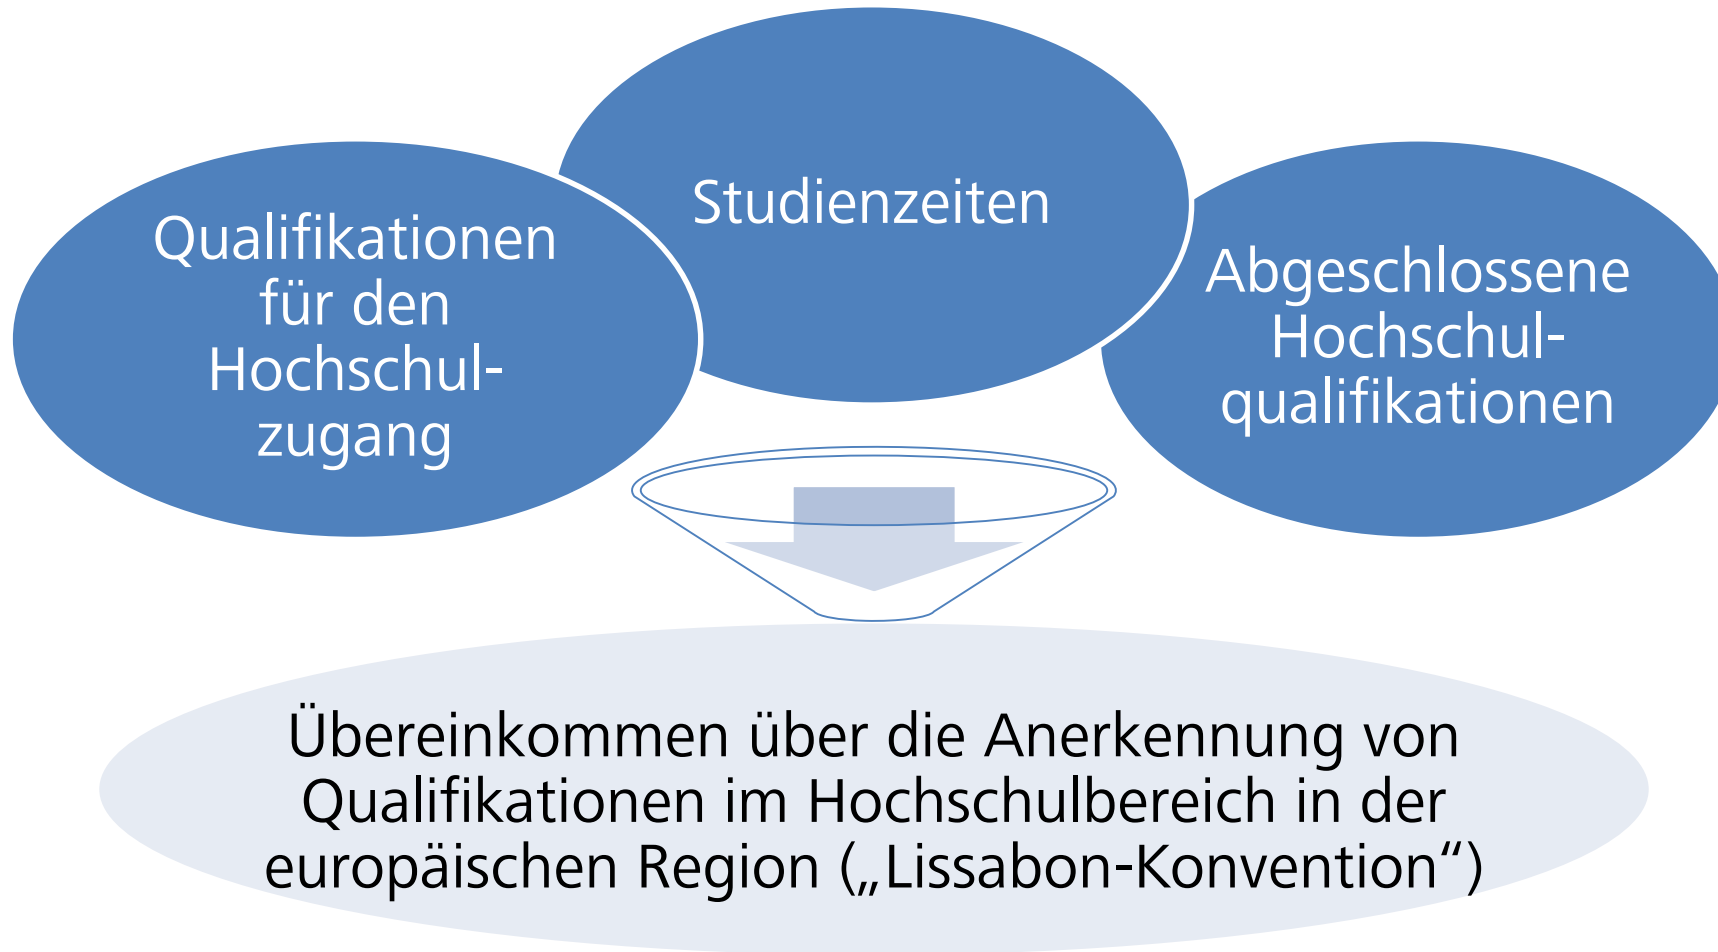 Qualifikationen
für den
Hochschul-
zugang
Studienzeiten
Abgeschlossene
Hochschul-
qualifikationen
Übereinkommen über die Anerkennung von
Qualifikationen im Hochschulbereich in der
europäischen Region („Lissabon-Konvention“)